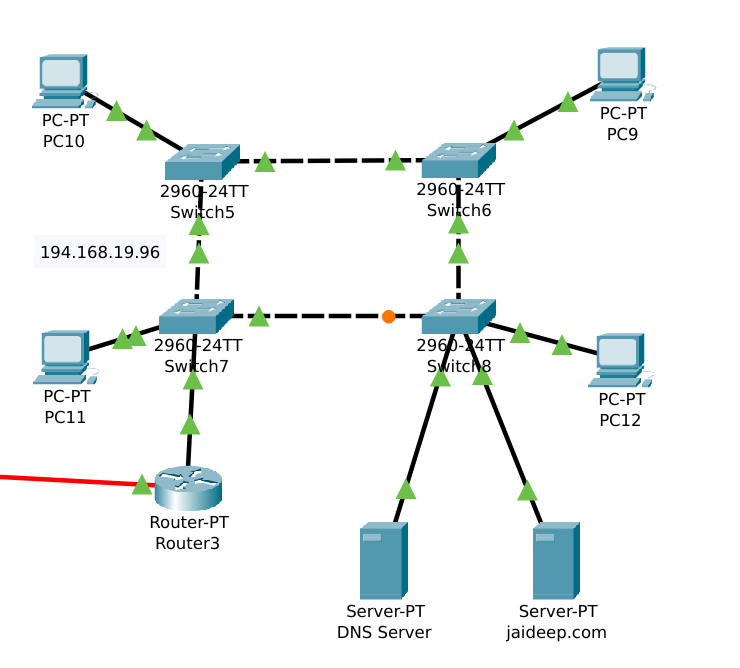 PC-PT
PC10
PC-PT
PC9
2960-24TT
Switch5
2960-24TT
Switch6
194.168.19.96
2960-24TT
Switch7
2960-24TT
Switch8
PC-PT
PC11
PC-PT
PC12
Router-PT
Router3
Server-PT
DNS Server
Server-PT
jaideep.com